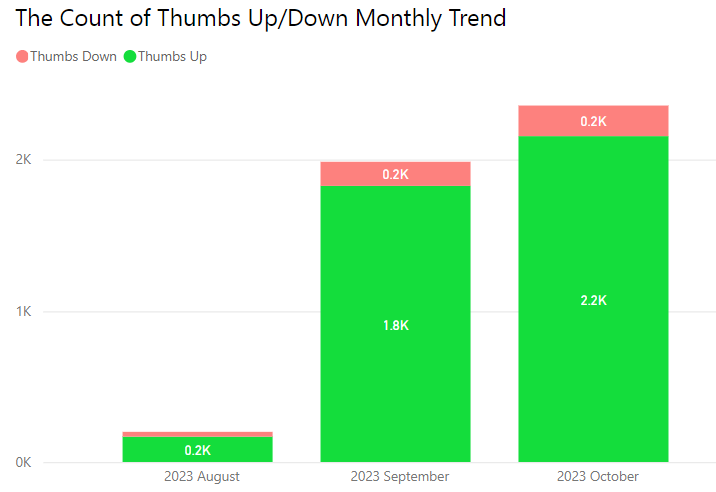 The Count of Thumbs Up/Down Monthly Trend
Thumbs Down Thumbs Up
0.2K
2K
0.2K
1K
2.2K
1.8K
0.2K
0K
2023 August 2023 September 2023 October